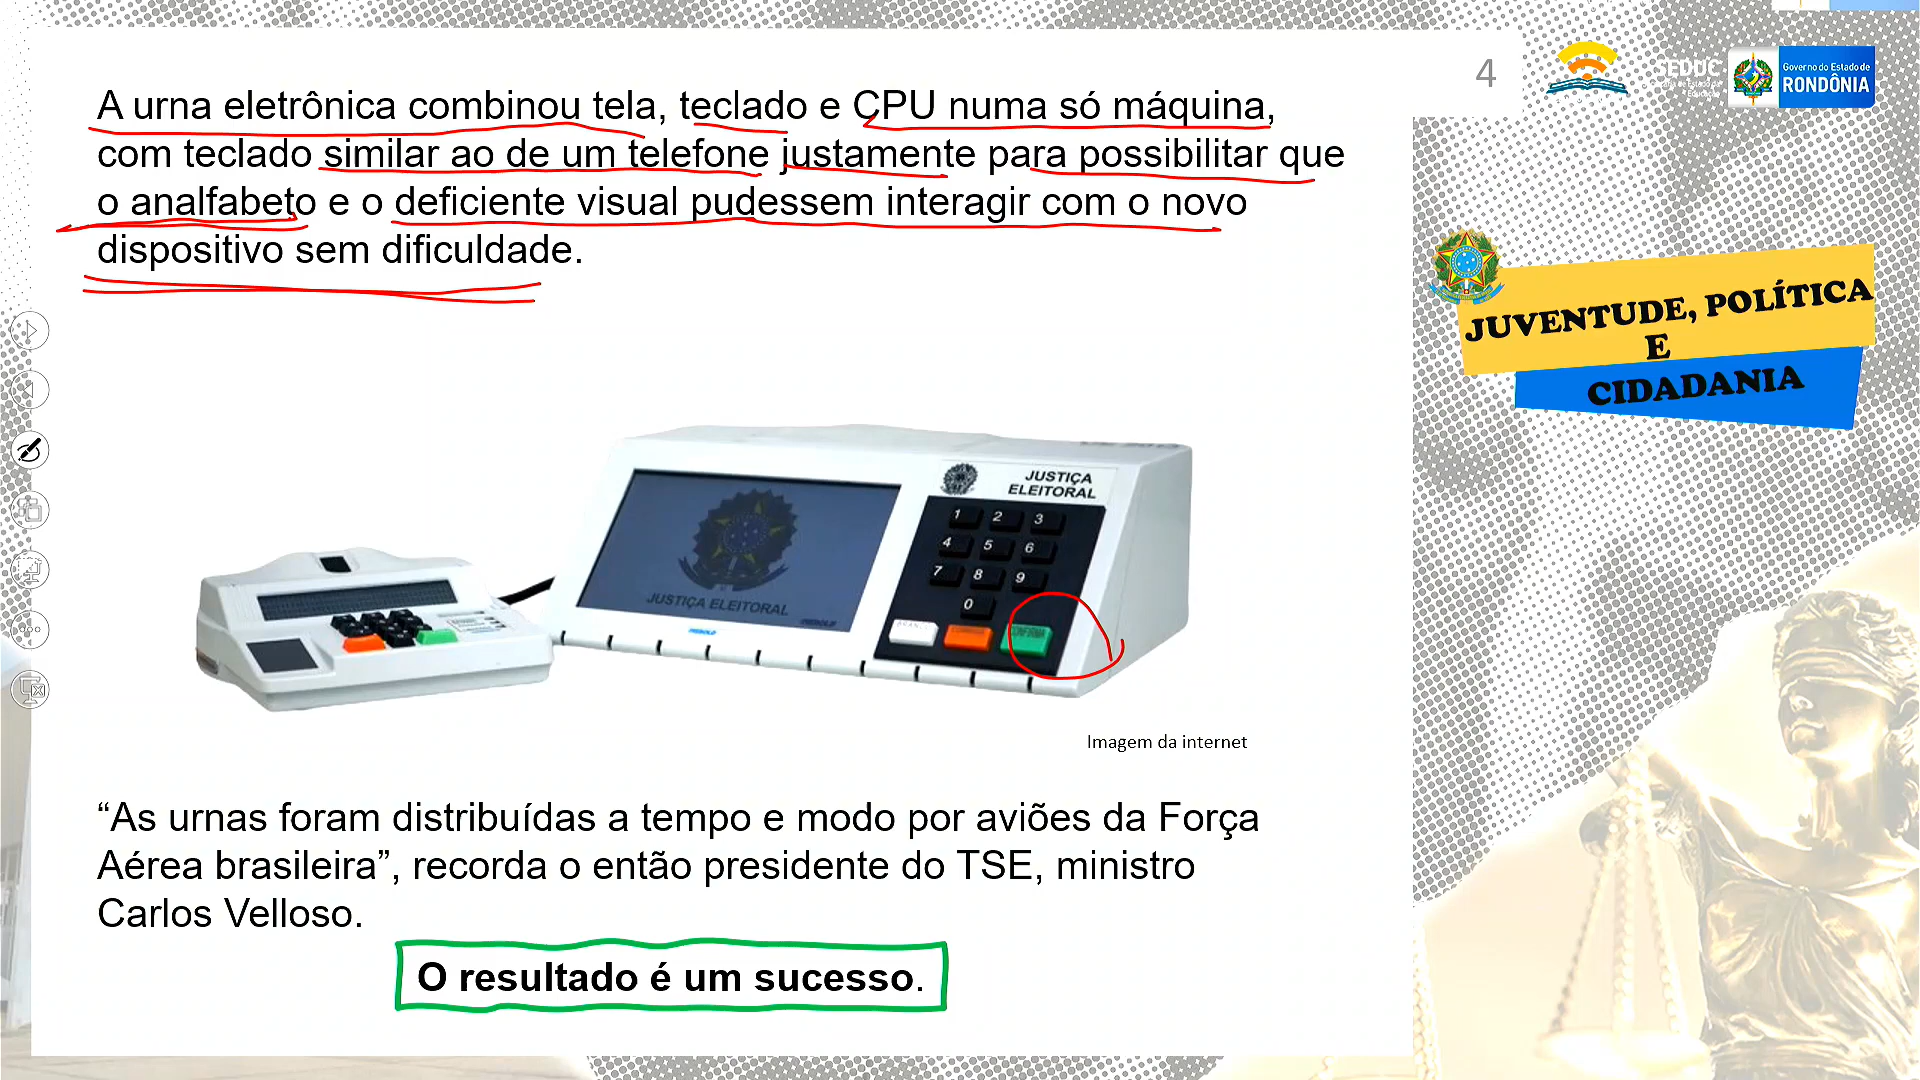 4
SEDUC
Governo do Estado de
RONDÔNIA
A urna eletrônica combinou tela, teclado e CPU numa só máquina,
com teclado similar ao de um telefone justamente para possibilitar que
o analfabeto e o deficiente visual pudessem interagir com o novo
dispositivo sem dificuldade.
JUVENTUDE, POLÍTICA
E
CIDADANIA
JUSTIÇA
ELEITORAL
1 2 3
4 5 6
7 8 9
0
CONFIRMA
JUSTIÇA ELEITORAL
Imagem da internet
“As urnas foram distribuídas a tempo e modo por aviões da Força
Aérea brasileira”, recorda o então presidente do TSE, ministro
Carlos Velloso.
O resultado é um sucesso.